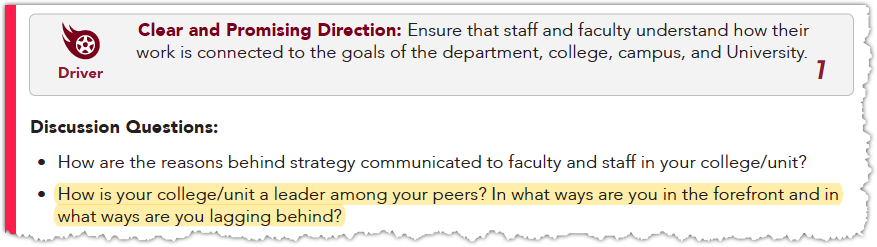 Clear and Promising Direction: Ensure that staff and faculty understand how their
work is connected to the goals of the department, college, campus, and University.
Driver
1
Discussion Questions:
• How are the reasons behind strategy communicated to faculty and staff in your college/unit?
• How is your college/unit a leader among your peers? In what ways are you in the forefront and in
what ways are you lagging behind?